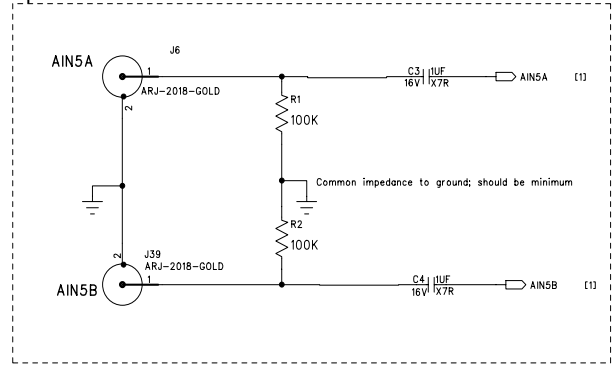 J6
AIN5A
1
ARJ-2018-GOLD
2
C3 1UF
16V X7R
AIN5A [1]
R1
100K
Common impedance to ground; should be minimum
R2
100K
2
J39
ARJ-2018-GOLD
1
AIN5B
C4 1UF
16V X7R
AIN5B [1]